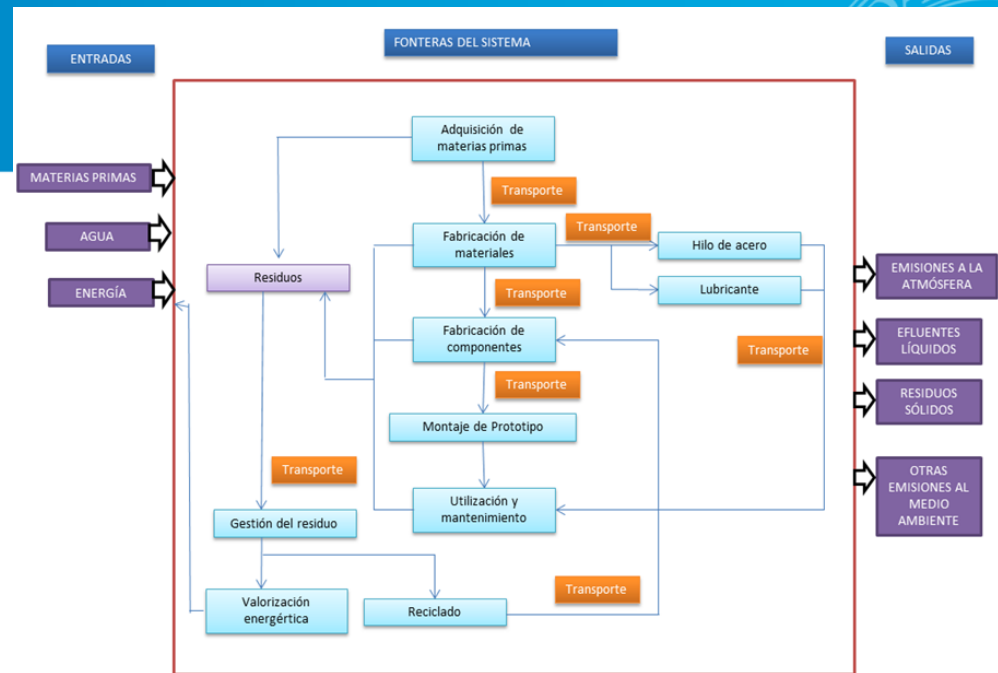 FONTERAS DEL SISTEMA
ENTRADAS
SALIDAS
Adquisición de
materias primas
MATERIAS PRIMAS
Transporte
AGUA
Transporte
Fabricación de
materiales
Hilo de acero
Residuos
EMISIONES A LA
ATMÓSFERA
ENERGÍA
Transporte
Lubricante
Fabricación de
componentes
EFLUENTES
LÍQUIDOS
Transporte
Transporte
RESIDUOS
SÓLIDOS
Montaje de Prototipo
Transporte
OTRAS
EMISIONES AL
MEDIO
AMBIENTE
Utilización y
mantenimiento
Gestión del residuo
Transporte
Valorización
energértica
Reciclado